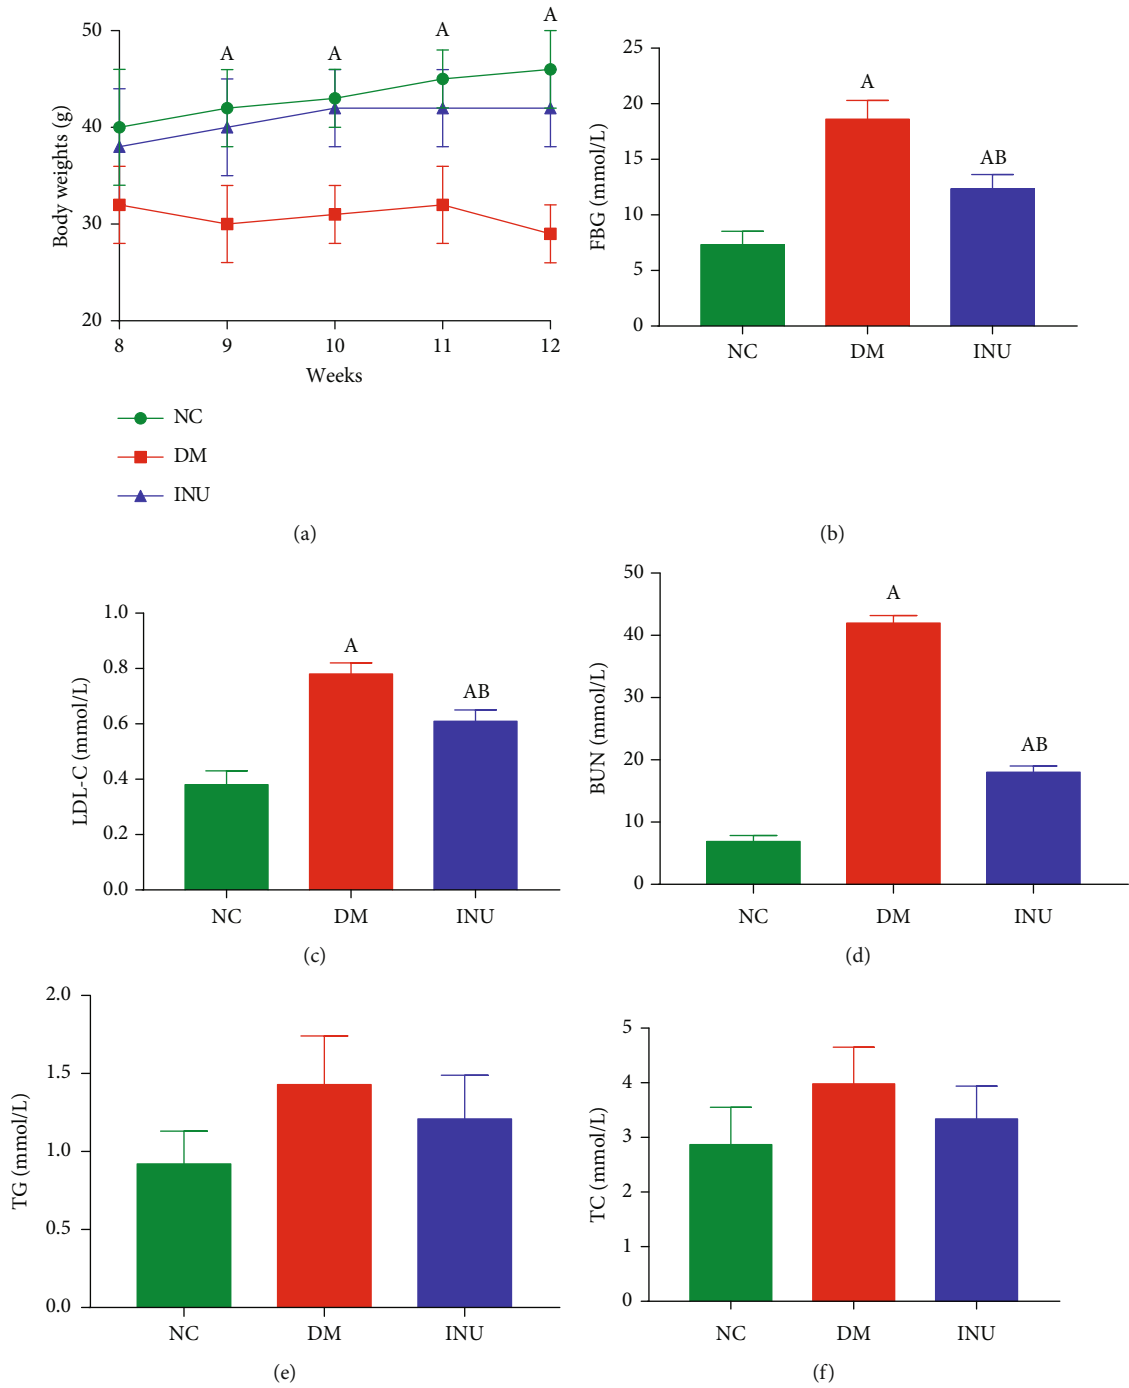 A
A
A
A
50
40
30
20
Body weights (g)
8
9
10
11
12
Weeks
NC
DM
INU
(a)
25
20
15
10
5
0
FBG (mmol/L)
A
AB
NC
DM
INU
(b)
1.0
0.8
0.6
0.4
0.2
0.0
LDL-C (mmol/L)
A
AB
NC
DM
INU
(c)
50
40
30
20
10
0
BUN (mmol/L)
A
AB
NC
DM
INU
(d)
2.0
1.5
1.0
0.5
0.0
TG (mmol/L)
NC
DM
INU
(e)
5
4
3
2
1
0
TC (mmol/L)
NC
DM
INU
(f)